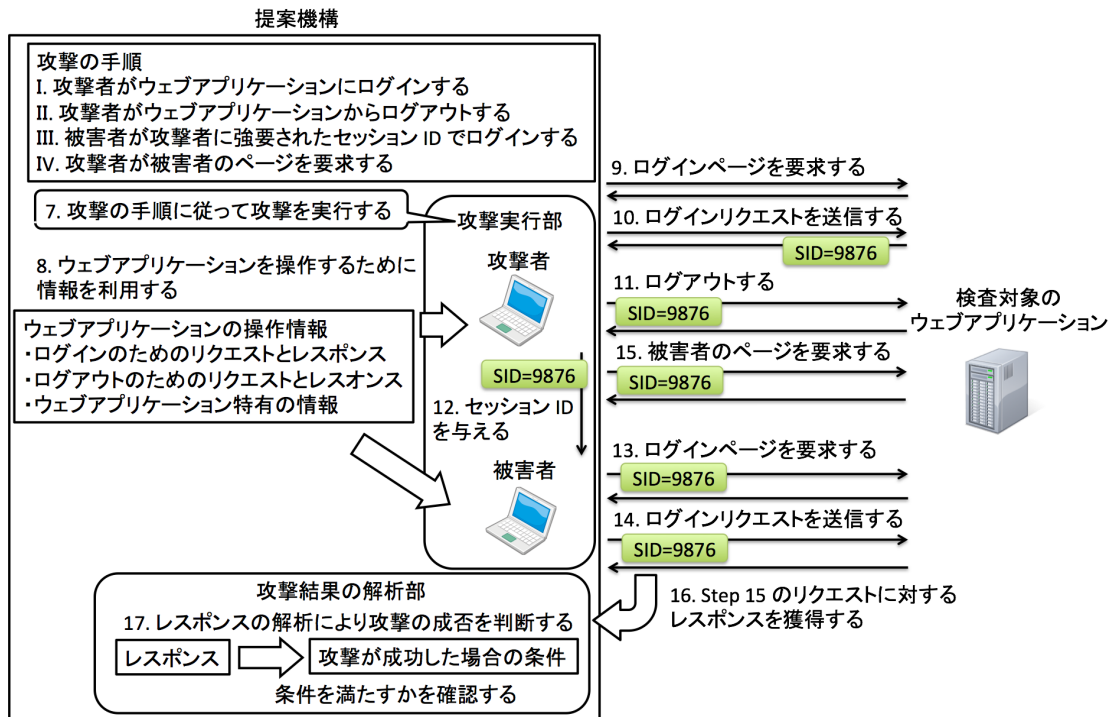 提案機構
攻撃の手順
I. 攻撃者がウェブアプリケーションにログインする
II. 攻撃者がウェブアプリケーションからログアウトする
III. 被害者が攻撃者に強要されたセッション ID でログインする
IV. 攻撃者が被害者のページを要求する
7. 攻撃の手順に従って攻撃を実行する
攻撃実行部
8. ウェブアプリケーションを操作するために
情報を利用する
攻撃者
ウェブアプリケーションの操作情報
・ログインのためのリクエストとレスポンス
・ログアウトのためのリクエストとレスオンス
・ウェブアプリケーション特有の情報
SID=9876
12. セッション ID
を与える
被害者
9. ログインページを要求する
10. ログインリクエストを送信する
SID=9876
11. ログアウトする
SID=9876
15. 被害者のページを要求する
SID=9876
13. ログインページを要求する
SID=9876
14. ログインリクエストを送信する
SID=9876
検査対象の
ウェブアプリケーション
16. Step 15 のリクエストに対する
レスポンスを獲得する
攻撃結果の解析部
17. レスポンスの解析により攻撃の成否を判断する
レスポンス
攻撃が成功した場合の条件
条件を満たすかを確認する